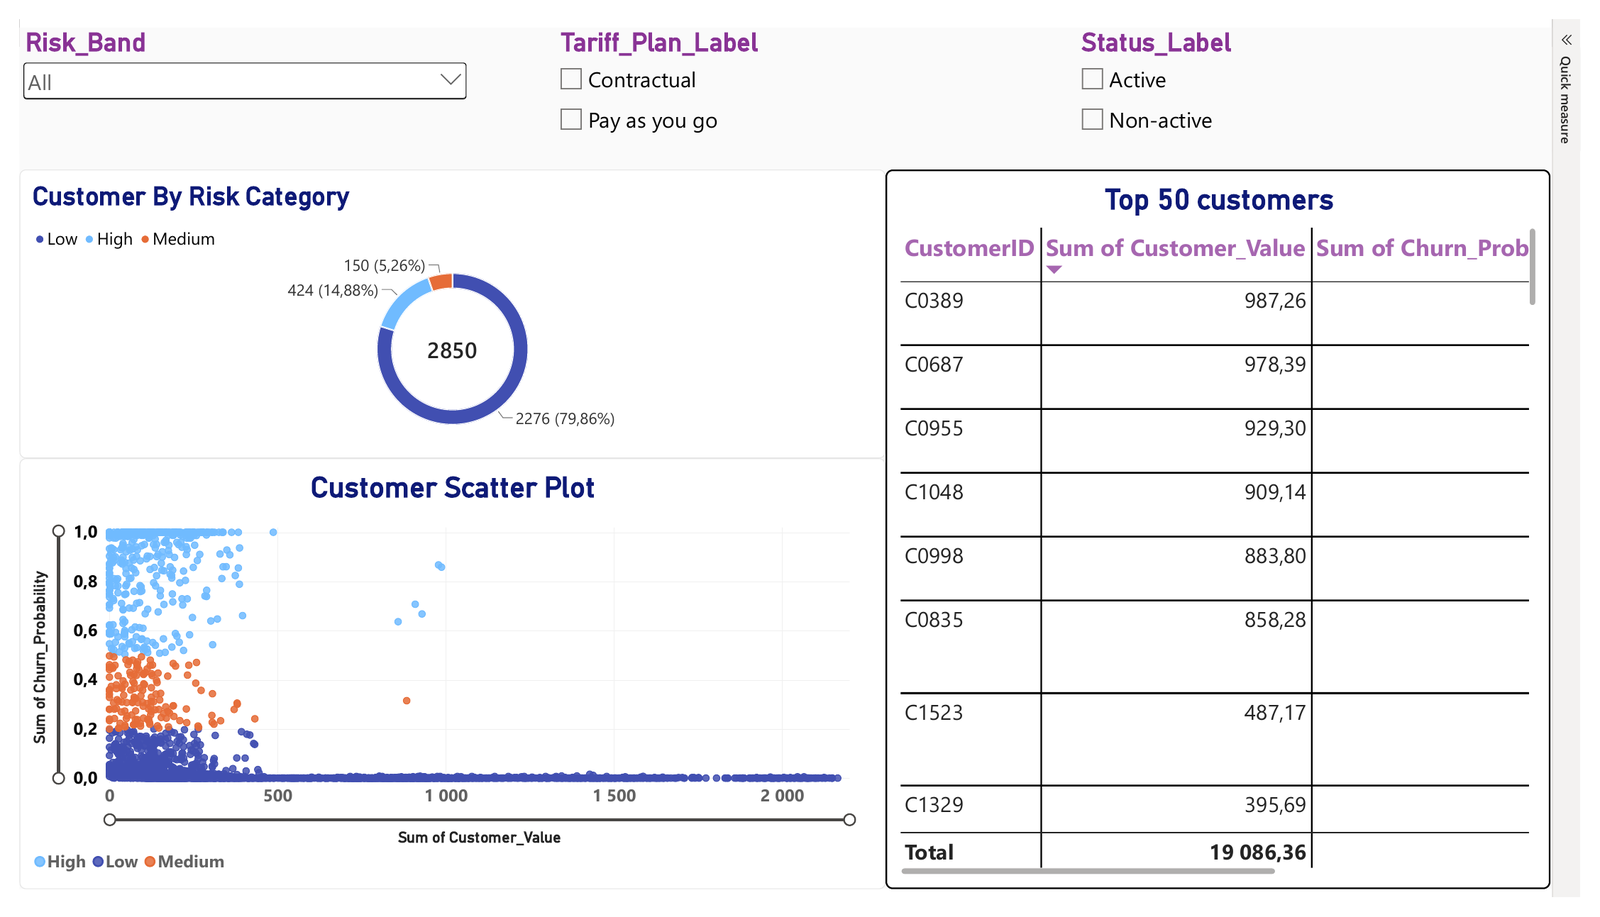 Risk_Band
All
Tariff_Plan_Label
Contractual
Pay as you go
Status_Label
Active
Non-active
Quick measure
Customer By Risk Category
Low High Medium
150 (5,26%)
424 (14,88%)
2850
2276 (79,86%)
Customer Scatter Plot
Sum of Churn_Probability
1,0
0,8
0,6
0,4
0,2
0,0
0 500 1 000 1 500 2 000
Sum of Customer_Value
High Low Medium
Top 50 customers
CustomerID Sum of Customer_Value Sum of Churn_Prob
C0389 987,26
C0687 978,39
C0955 929,30
C1048 909,14
C0998 883,80
C0835 858,28
C1523 487,17
C1329 395,69
Total 19 086,36